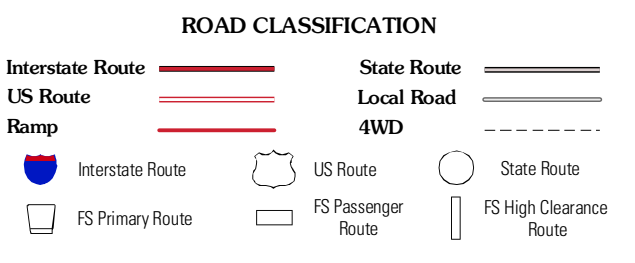 ROAD CLASSIFICATION
Interstate Route
State Route
US Route
Local Road
Ramp
4WD
Interstate Route
US Route
State Route
FS Primary Route
FS Passenger
Route
FS High Clearance
Route